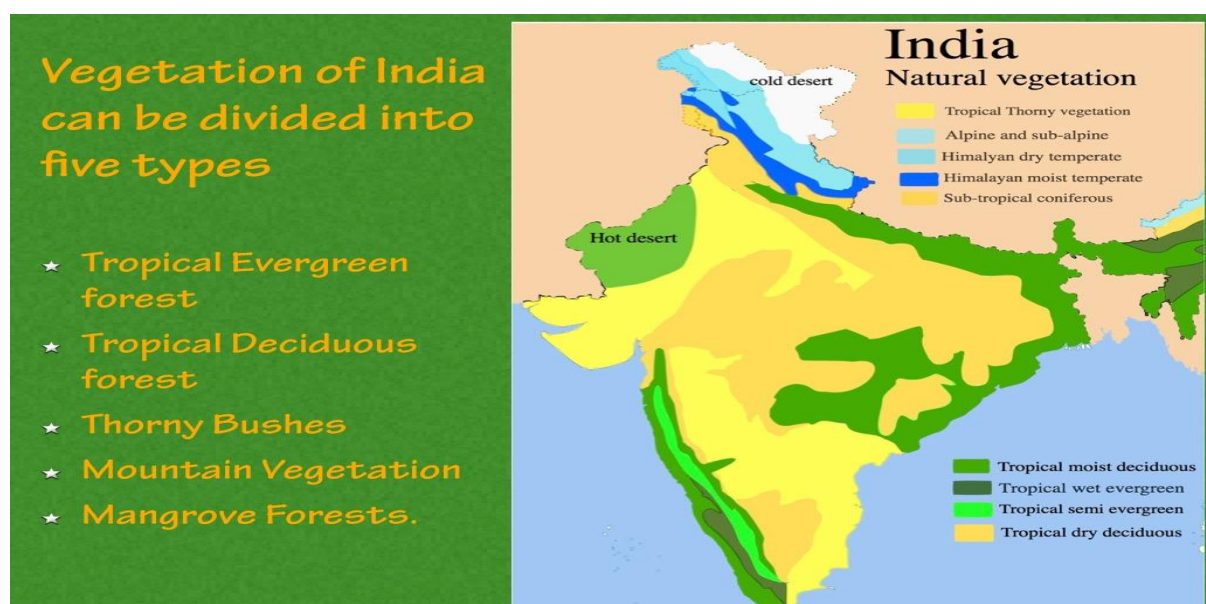 Vegetation of India
can be divided into
five types
Tropical Evergreen
forest
Tropical Deciduous
forest
Thorny Bushes
Mountain Vegetation
Mangrove Forests.
India
Natural vegetation
Tropical Thorny vegetation
Alpine and sub-alpine
Himalyan dry temperate
Himalayan moist temperate
Sub-tropical coniferous
cold desert
Hot desert
Tropical moist deciduous
Tropical wet evergreen
Tropical semi evergreen
Tropical dry deciduous